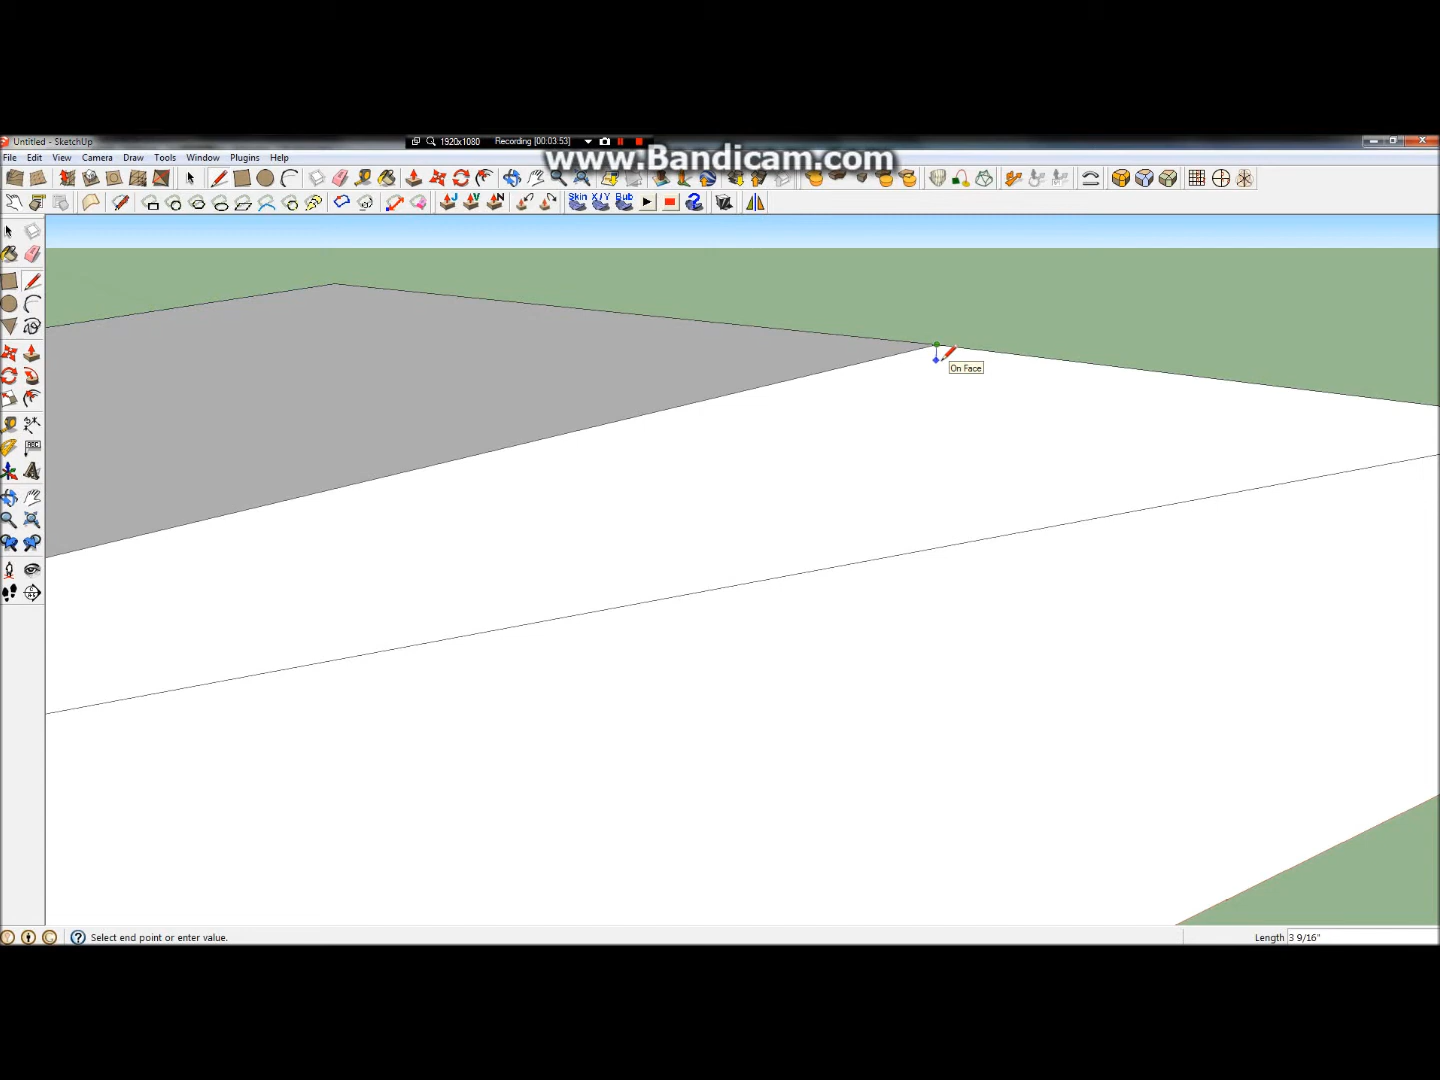 Untitled - SketchUp
1920x1080 Recording [00:03:53]
www.Bandicam.com
File Edit View Camera Draw Tools Window Plugins Help
Skin X/Y Bub
J V N
ABC
On Face
Select end point or enter value.
Length 3 9/16"